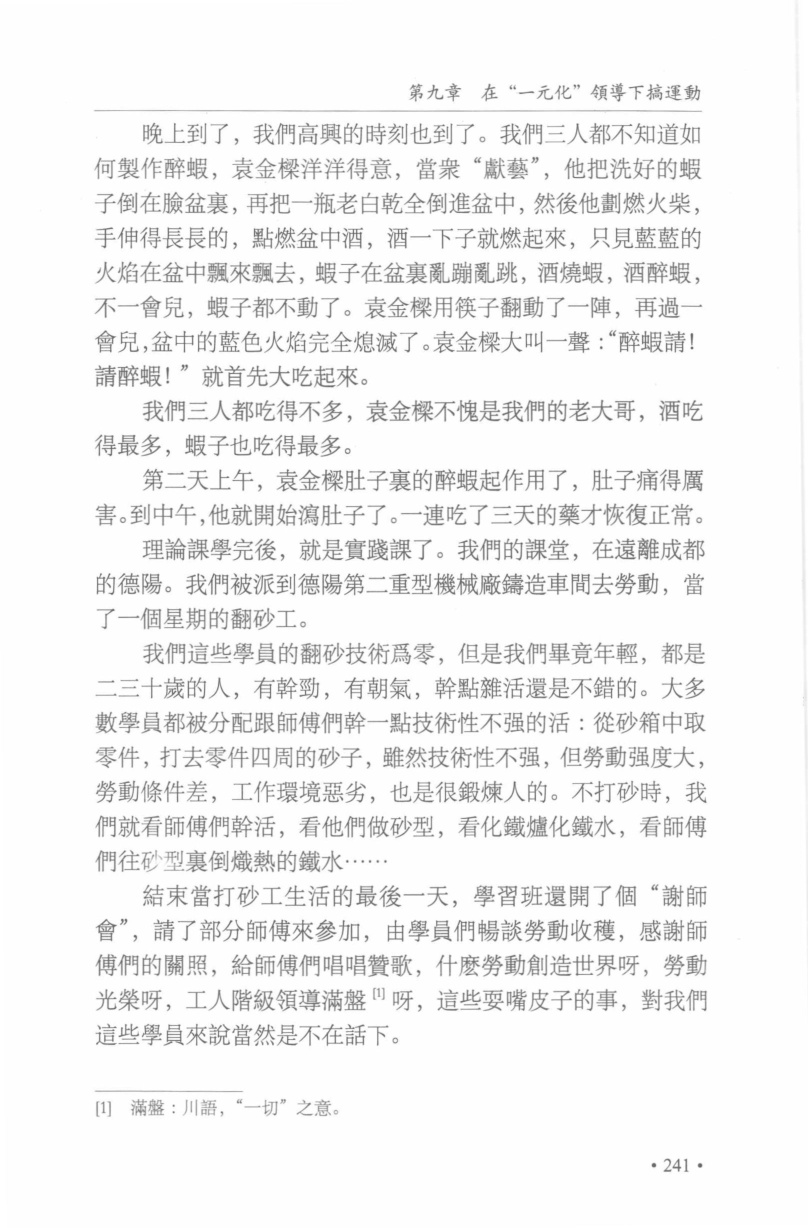 第九章　在“一元化”領導下搞運動
晚上到了，我們高興的時刻也到了。我們三人都不知道如
何製作醉蝦，袁金樑洋洋得意，當衆“獻藝”，他把洗好的蝦
子倒在臉盆裏，再把一瓶老白乾全倒進盆中，然後他劃燃火柴，
手伸得長長的，點燃盆中酒，酒一下子就燃起來，只見藍藍的
火焰在盆中飄來飄去，蝦子在盆裏亂蹦亂跳，酒燒蝦，酒醉蝦，
不一會兒，蝦子都不動了。袁金樑用筷子翻動了一陣，再過一
會兒，盆中的藍色火焰完全熄滅了。袁金樑大叫一聲：“醉蝦請！
請醉蝦！”就首先大吃起來。
我們三人都吃得不多，袁金樑不愧是我們的老大哥，酒吃
得最多，蝦子也吃得最多。
第二天上午，袁金樑肚子裏的醉蝦起作用了，肚子痛得厲
害。到中午，他就開始瀉肚子了。一連吃了三天的藥才恢復正常。
理論課學完後，就是實踐課了。我們的課堂，在遠離成都
的德陽。我們被派到德陽第二重型機械廠鑄造車間去勞動，當
了一個星期的翻砂工。
我們這些學員的翻砂技術爲零，但是我們畢竟年輕，都是
二三十歲的人，有幹勁，有朝氣，幹點雜活還是不錯的。大多
數學員都被分配跟師傅們幹一點技術性不强的活：從砂箱中取
零件，打去零件四周的砂子，雖然技術性不强，但勞動强度大，
勞動條件差，工作環境惡劣，也是很鍛煉人的。不打砂時，我
們就看師傅們幹活，看他們做砂型，看化鐵爐化鐵水，看師傅
們往砂型裏倒熾熱的鐵水……
結束當打砂工生活的最後一天，學習班還開了個“謝師
會”，請了部分師傅來參加，由學員們暢談勞動收穫，感謝師
傅們的關照，給師傅們唱唱贊歌，什麽勞動創造世界呀，勞動
光榮呀，工人階級領導滿盤[1]呀，這些耍嘴皮子的事，對我們
這些學員來說當然是不在話下。
[1]　滿盤：川語，“一切”之意。
• 241 •